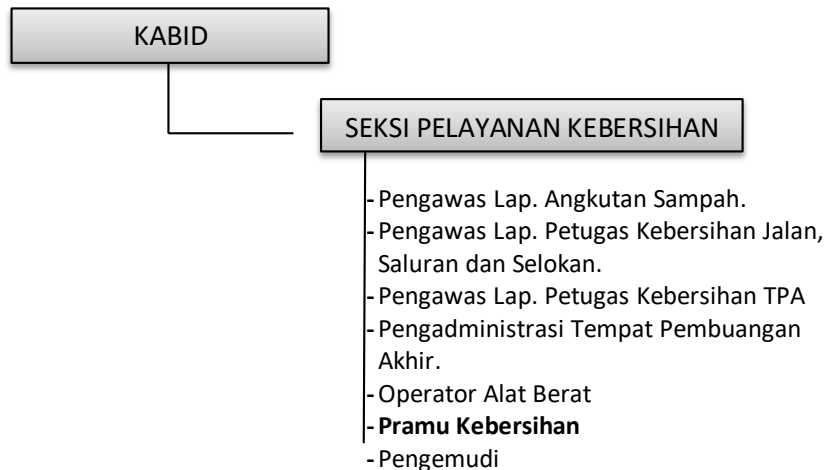 KABID
SEKSI PELAYANAN KEBERSIHAN
- Pengawas Lap. Angkutan Sampah.
- Pengawas Lap. Petugas Kebersihan Jalan,
Saluran dan Selokan.
- Pengawas Lap. Petugas Kebersihan TPA
- Pengadministrasi Tempat Pembuangan
Akhir.
- Operator Alat Berat
- Pramu Kebersihan
- Pengemudi